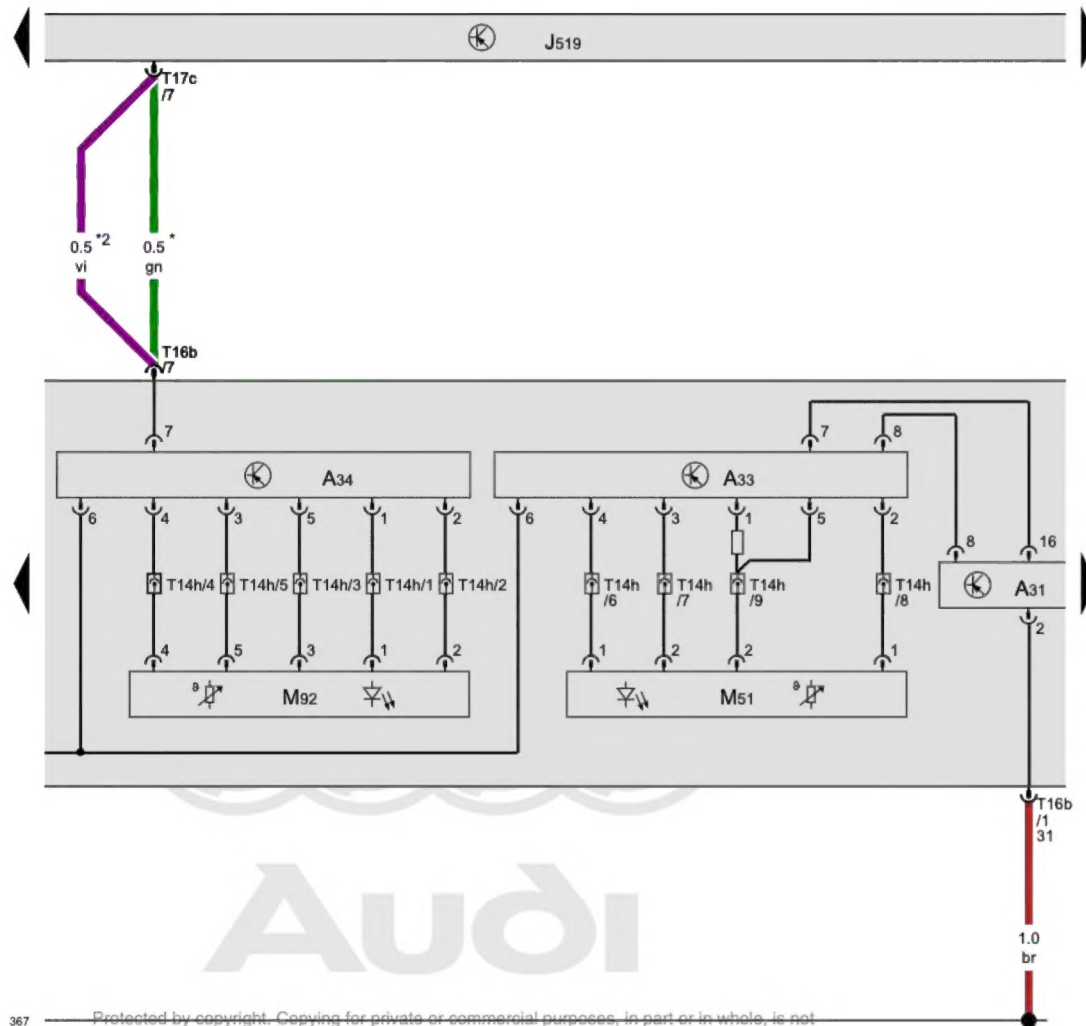 J519
T17c
/7
0.5 *2 0.5 *
vi gn
T16b
/7
7 7 8
A34 A33
6 4 3 5 1 2 6 4 3 1 5 2 8 16
T14h/4 T14h/5 T14h/3 T14h/1 T14h/2 T14h T14h T14h T14h A31
/6 /7 /9 /8
2
4 5 3 1 2 1 2 2 1
M92 M51
T16b
/1
31
Audi
1.0
br
367 Protected by copyright. Copying for private or commercial purposes, in part or in whole, is not